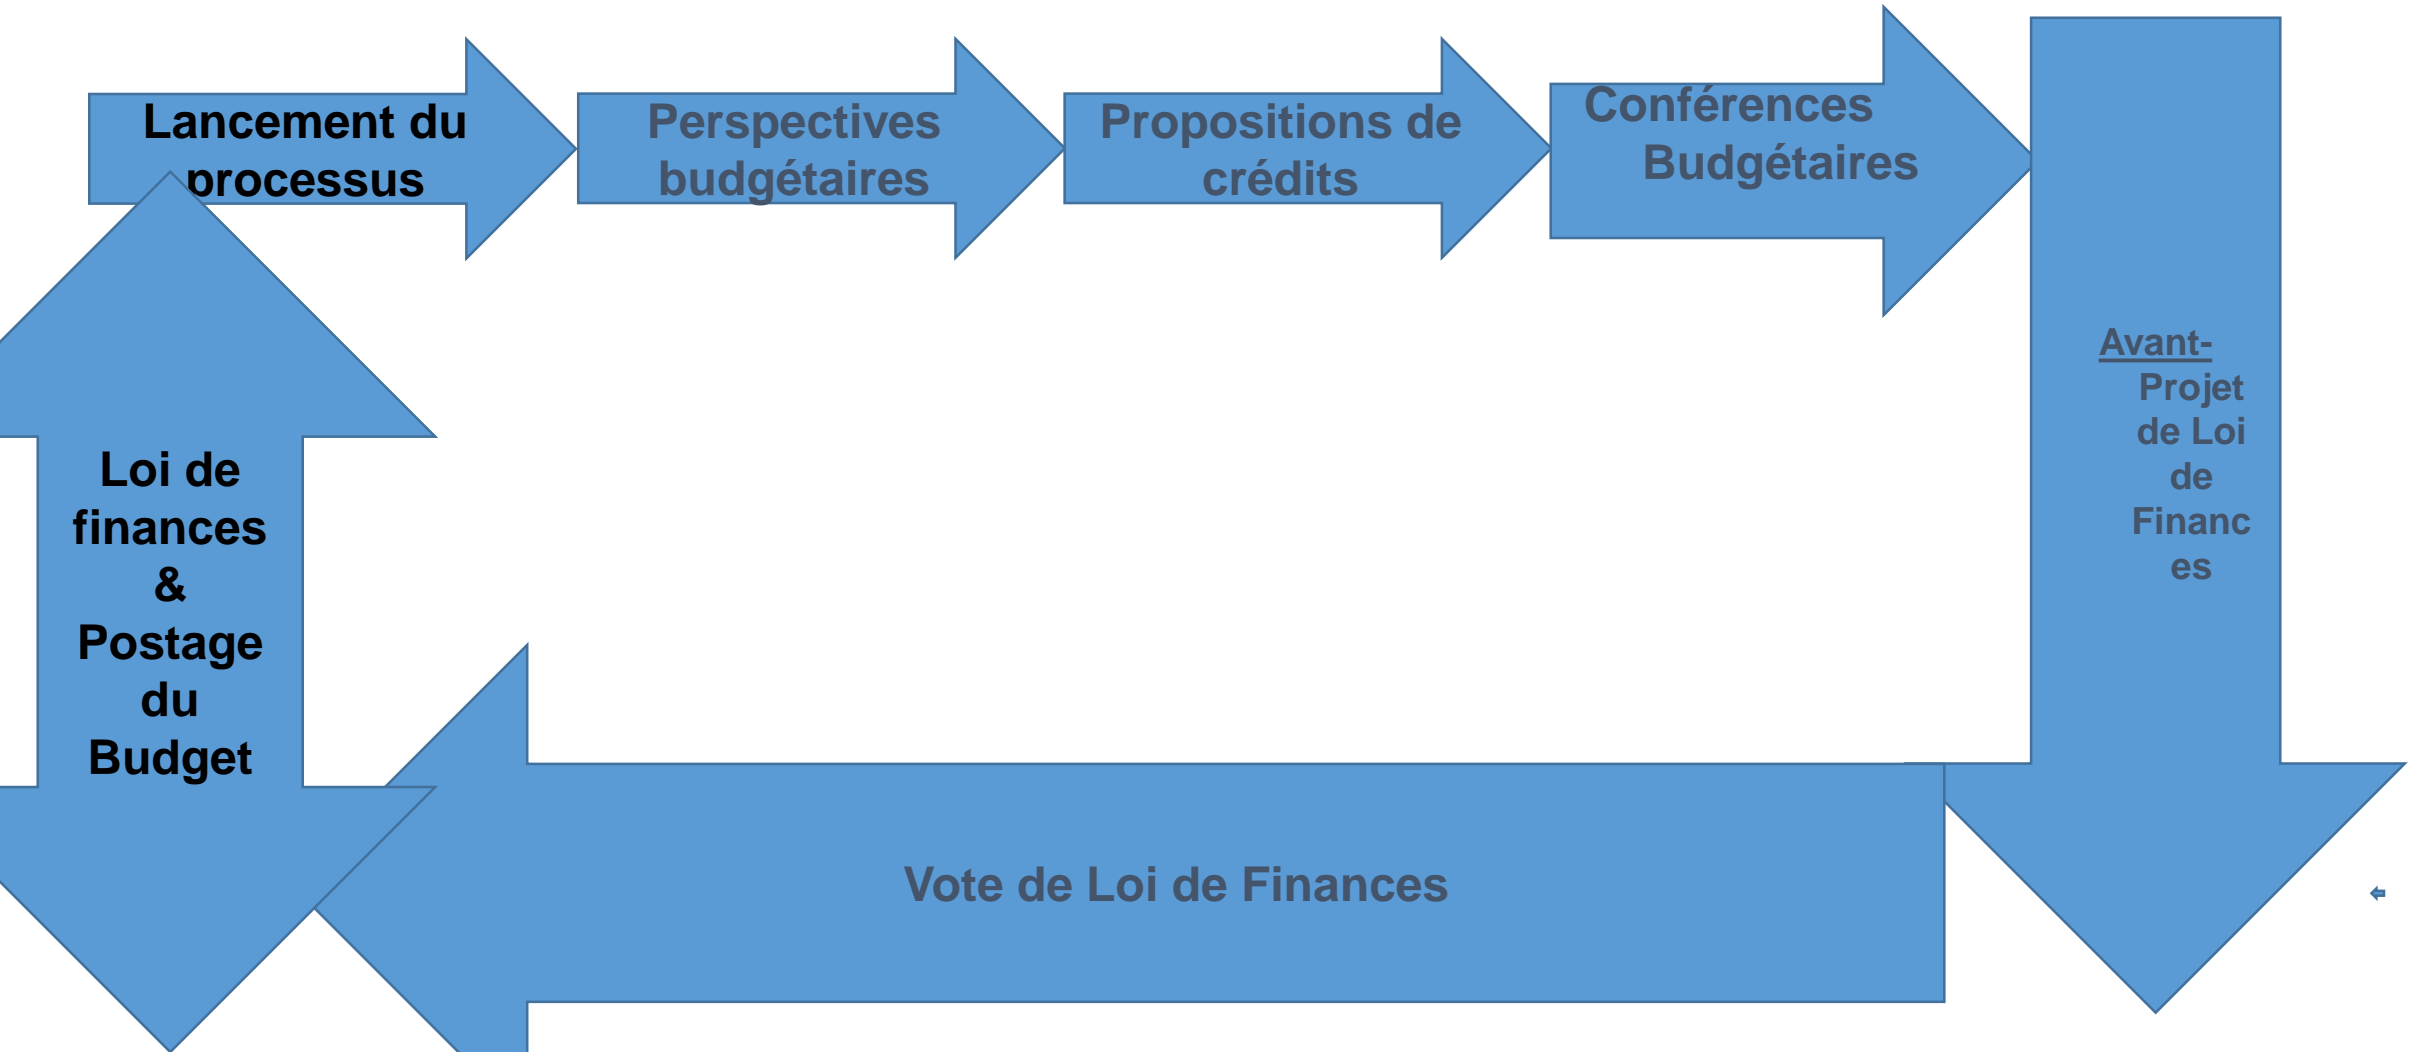 Lancement du
processus
Perspectives
budgétaires
Propositions de
crédits
Conférences
Budgétaires
Avant-
Projet
de Loi
de
Financ
es
Vote de Loi de Finances
Loi de
finances
&
Postage
du
Budget